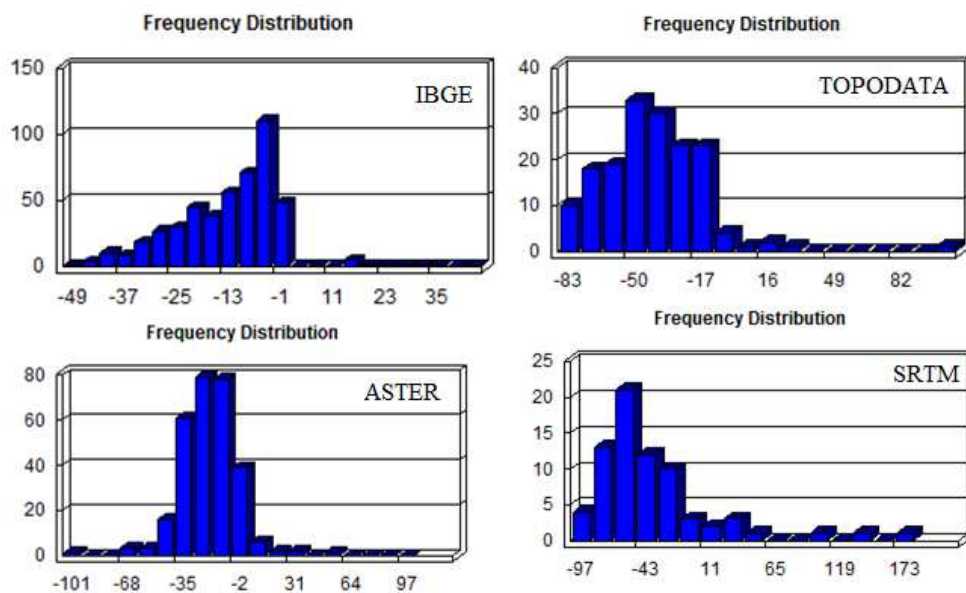 Frequency Distribution
150
100
50
0
IBGE
-49 -37 -25 -13 -1 11 23 35
Frequency Distribution
40
30
20
10
0
TOPODATA
-83 -50 -17 16 49 82
Frequency Distribution
80
60
40
20
0
ASTER
-101 -68 -35 -2 31 64 97
Frequency Distribution
25
20
15
10
5
0
SRTM
-97 -43 11 65 119 173